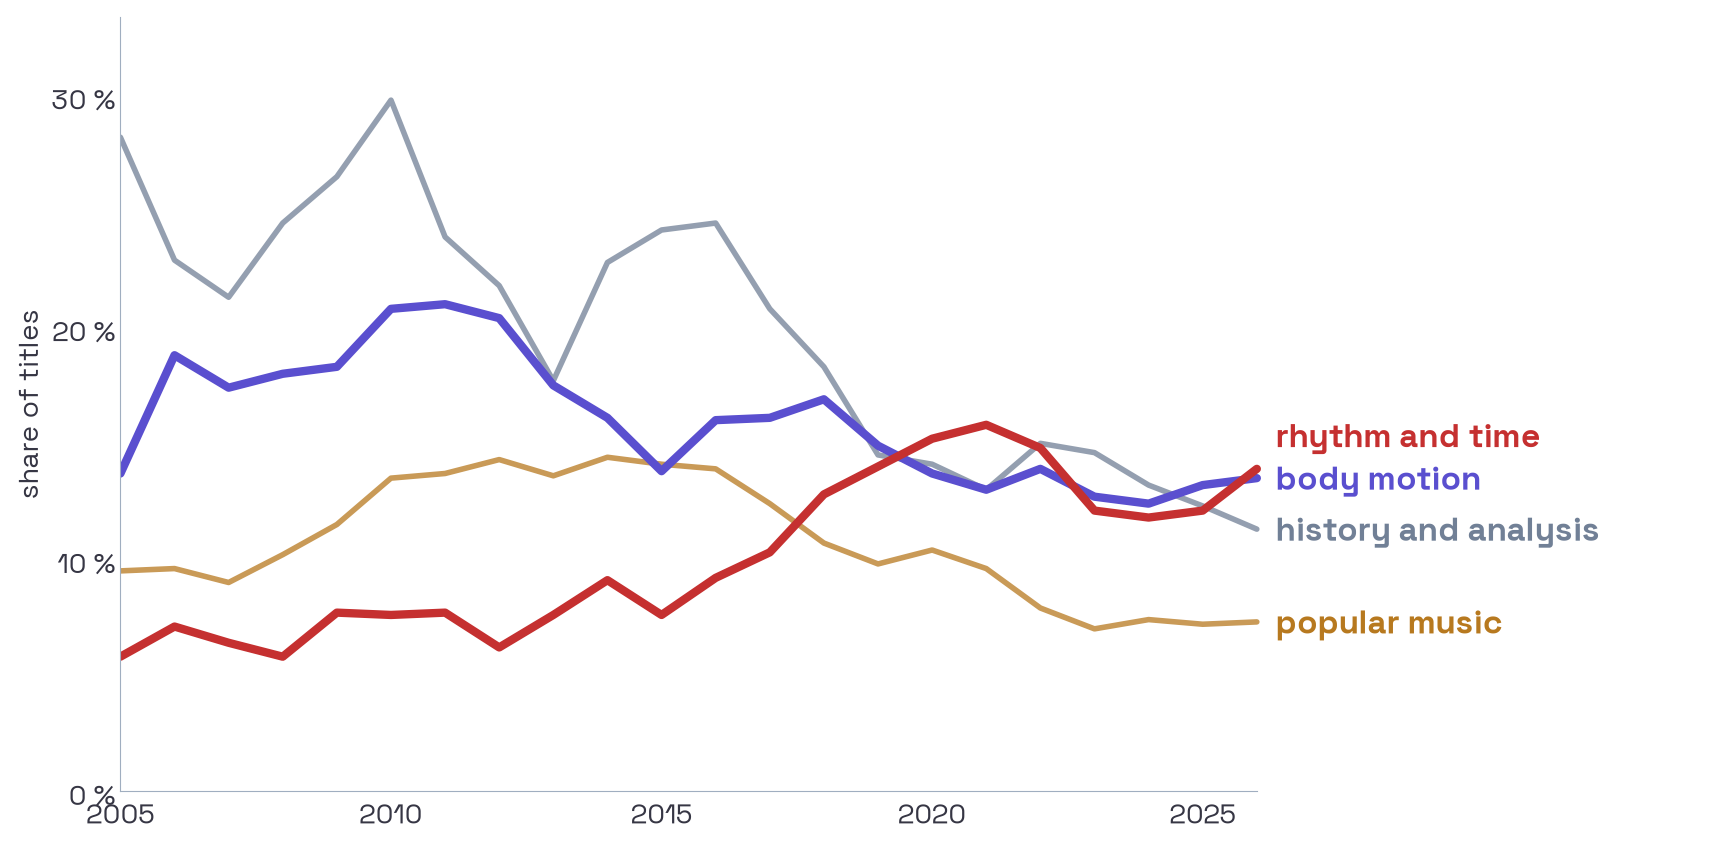 30 %
20 %
10 %
0 %
share of titles
2005
2010
2015
2020
2025
rhythm and time
body motion
history and analysis
popular music